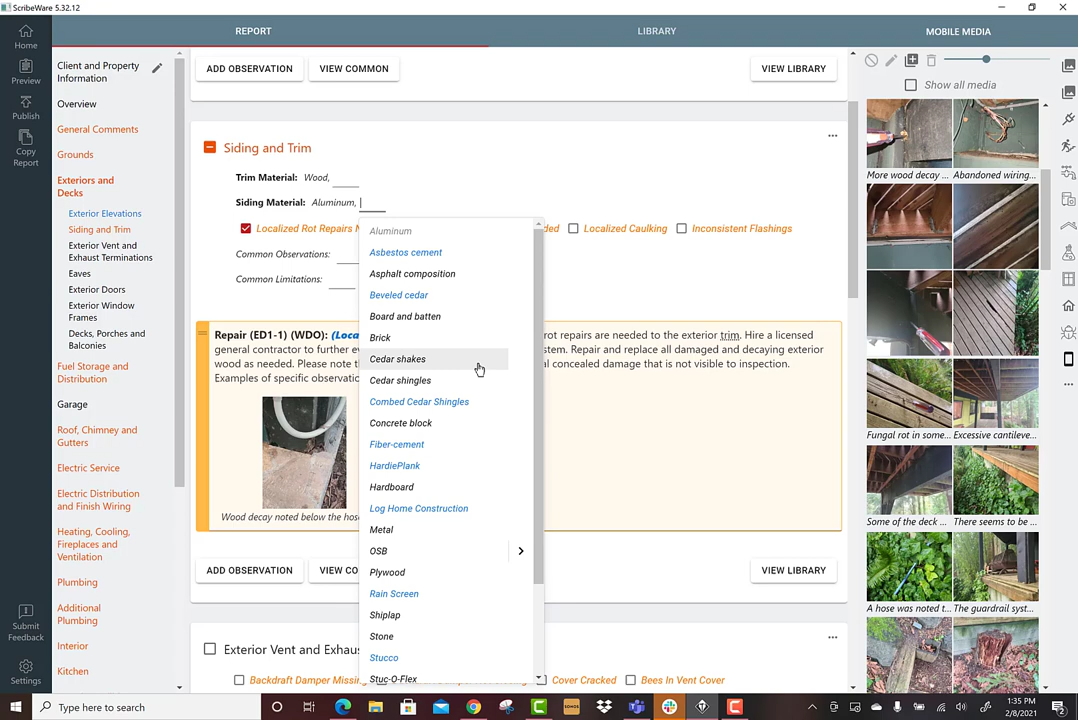 ScribeWare 5.32.12
REPORT
LIBRARY
MOBILE MEDIA
Home
Preview
Publish
Copy
Report
Submit
Feedback
Settings
Client and Property
Information
Overview
General Comments
Grounds
Exteriors and
Decks
Exterior Elevations
Siding and Trim
Exterior Vent and
Exhaust Terminations
Eaves
Exterior Doors
Exterior Window
Frames
Decks, Porches and
Balconies
Fuel Storage and
Distribution
Garage
Roof, Chimney and
Gutters
Electric Service
Electric Distribution
and Finish Wiring
Heating, Cooling,
Fireplaces and
Ventilation
Plumbing
Additional
Plumbing
Interior
Kitchen
ADD OBSERVATION
VIEW COMMON
VIEW LIBRARY
Siding and Trim
Trim Material: Wood,
Siding Material: Aluminum,
Localized Rot Repairs N
ded
Localized Caulking
Inconsistent Flashings
Common Observations:
Common Limitations:
Aluminum
Asbestos cement
Asphalt composition
Beveled cedar
Board and batten
Brick
Cedar shakes
Cedar shingles
Combed Cedar Shingles
Concrete block
Fiber-cement
HardiePlank
Hardboard
Log Home Construction
Metal
OSB
Plywood
Rain Screen
Shiplap
Stone
Stucco
Stuc-O-Flex
Repair (ED1-1) (WDO): (Loca
rot repairs are needed to the exterior trim. Hire a licensed
general contractor to further ev
stem. Repair and replace all damaged and decaying exterior
wood as needed. Please note th
al concealed damage that is not visible to inspection.
Examples of specific observatio
Wood decay noted below the hos
ADD OBSERVATION
VIEW CO
VIEW LIBRARY
Exterior Vent and Exhaus
Backdraft Damper Missing
Cover Cracked
Bees In Vent Cover
Show all media
More wood decay ...
Abandoned wiring...
Fungal rot in some...
Excessive cantileve...
Some of the deck ...
There seems to be ...
A hose was noted t...
The guardrail syst...
Type here to search
1:35 PM
2/8/2021
2